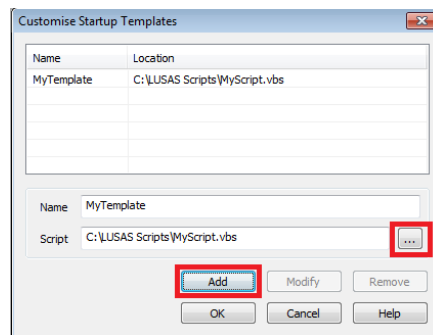 Customise Startup Templates
Name Location
MyTemplate C:\LUSAS Scripts\MyScript.vbs
Name MyTemplate
Script C:\LUSAS Scripts\MyScript.vbs ...
Add Modify Remove
OK Cancel Help